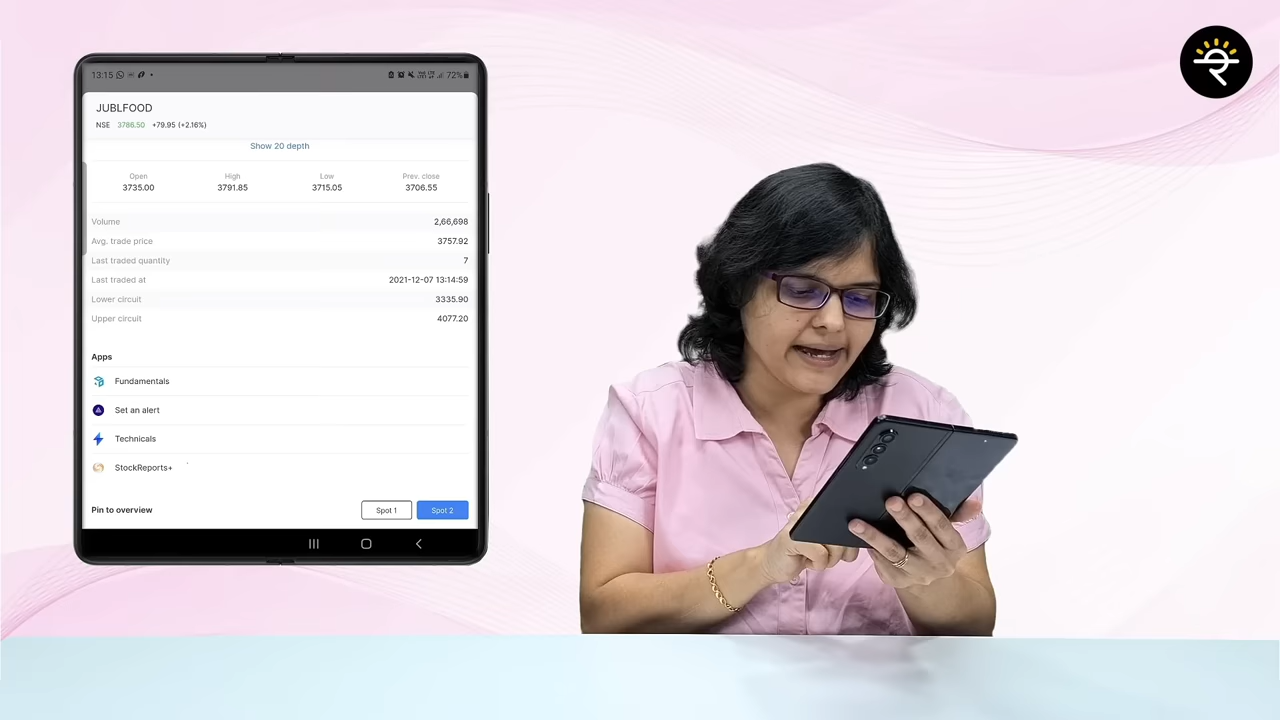 13:15 72%
JUBLFOOD
NSE 3786.50 +79.95 (+2.16%)
Show 20 depth
Open High Low Prev. close
3735.00 3791.85 3715.05 3706.55
Volume 2,66,698
Avg. trade price 3757.92
Last traded quantity 7
Last traded at 2021-12-07 13:14:59
Lower circuit 3335.90
Upper circuit 4077.20
Apps
Fundamentals
Set an alert
Technicals
StockReports+
Pin to overview Spot 1 Spot 2